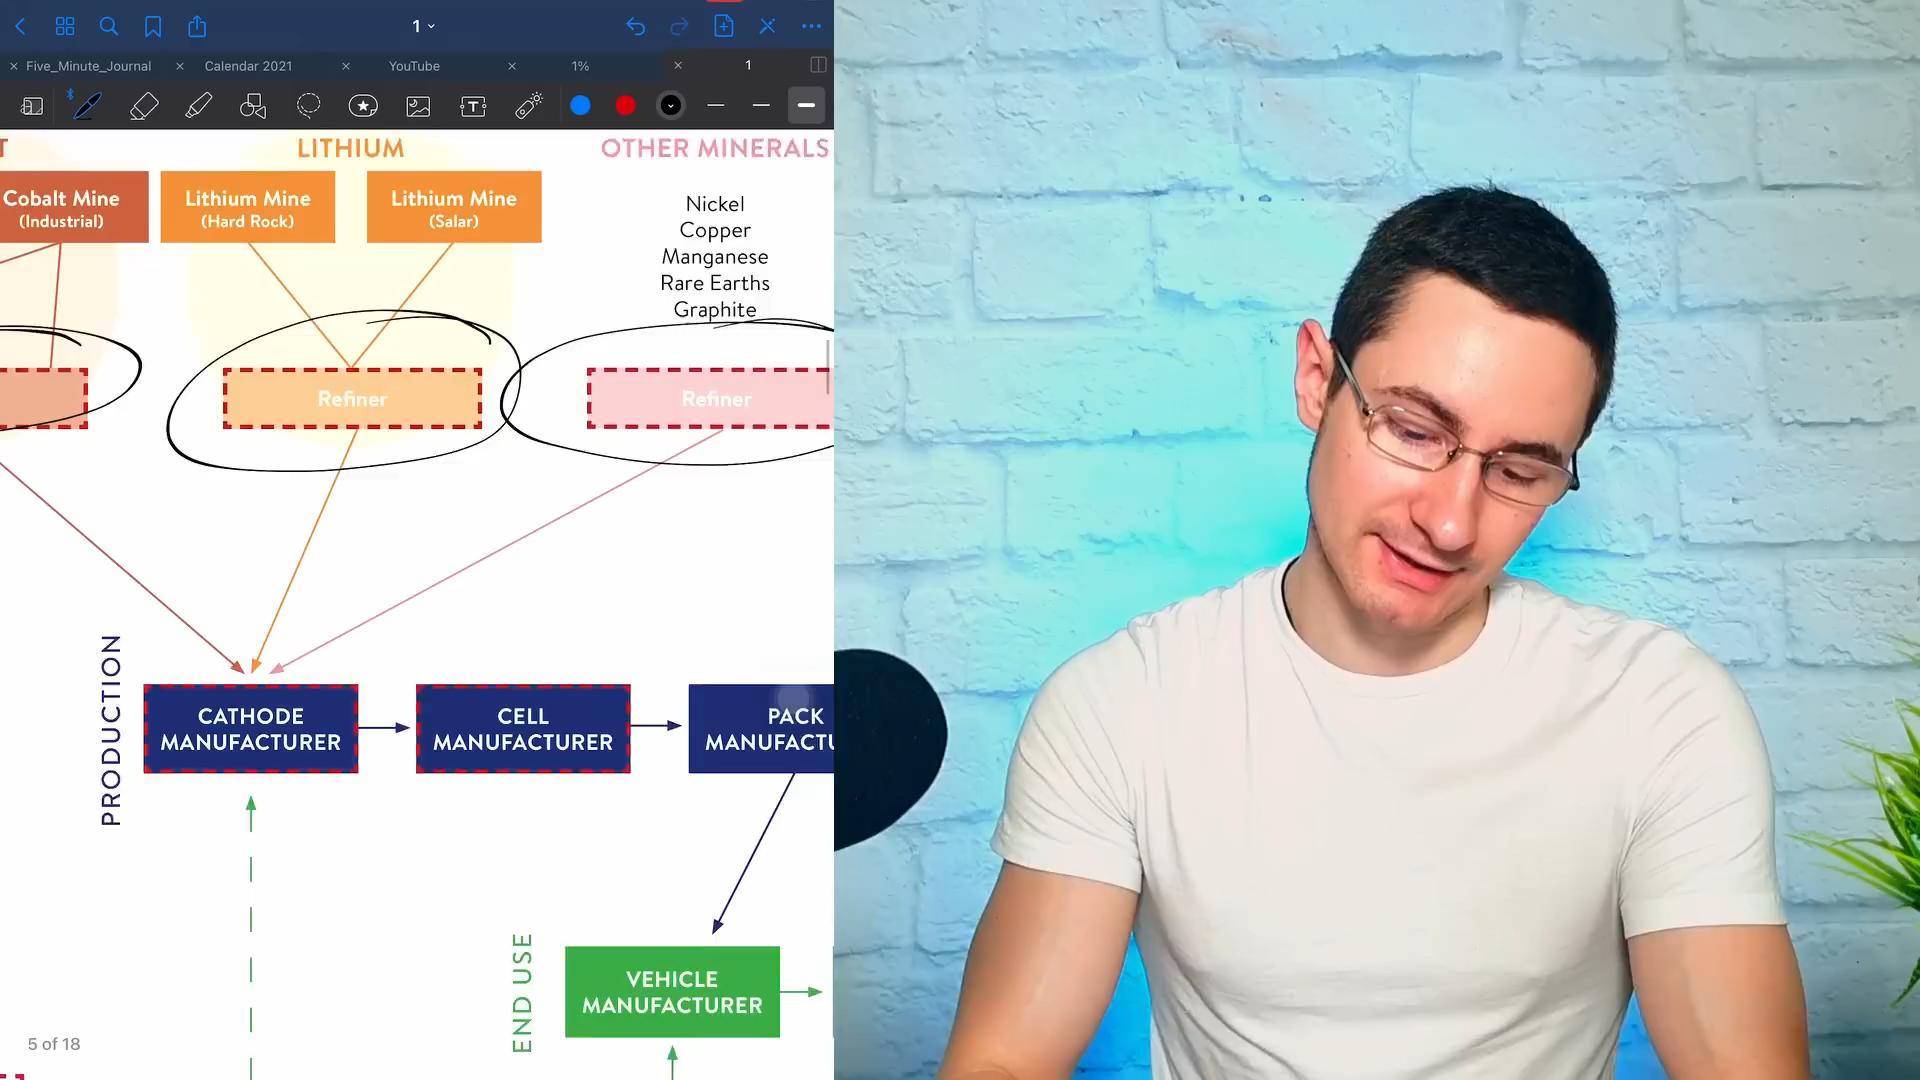 1
Five_Minute_Journal
Calendar 2021
YouTube
1%
1
T
LITHIUM
OTHER MINERALS
Cobalt Mine
(Industrial)
Lithium Mine
(Hard Rock)
Lithium Mine
(Salar)
Nickel
Copper
Manganese
Rare Earths
Graphite
Refiner
Refiner
PRODUCTION
CATHODE
MANUFACTURER
CELL
MANUFACTURER
PACK
MANUFACTU
END USE
VEHICLE
MANUFACTURER
5 of 18